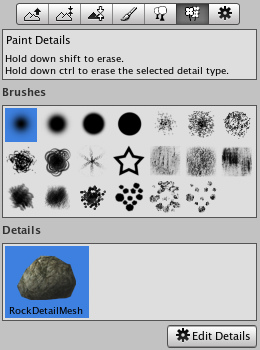 Paint Details
Hold down shift to erase.
Hold down ctrl to erase the selected detail type.
Brushes
Details
RockDetailMesh
Edit Details